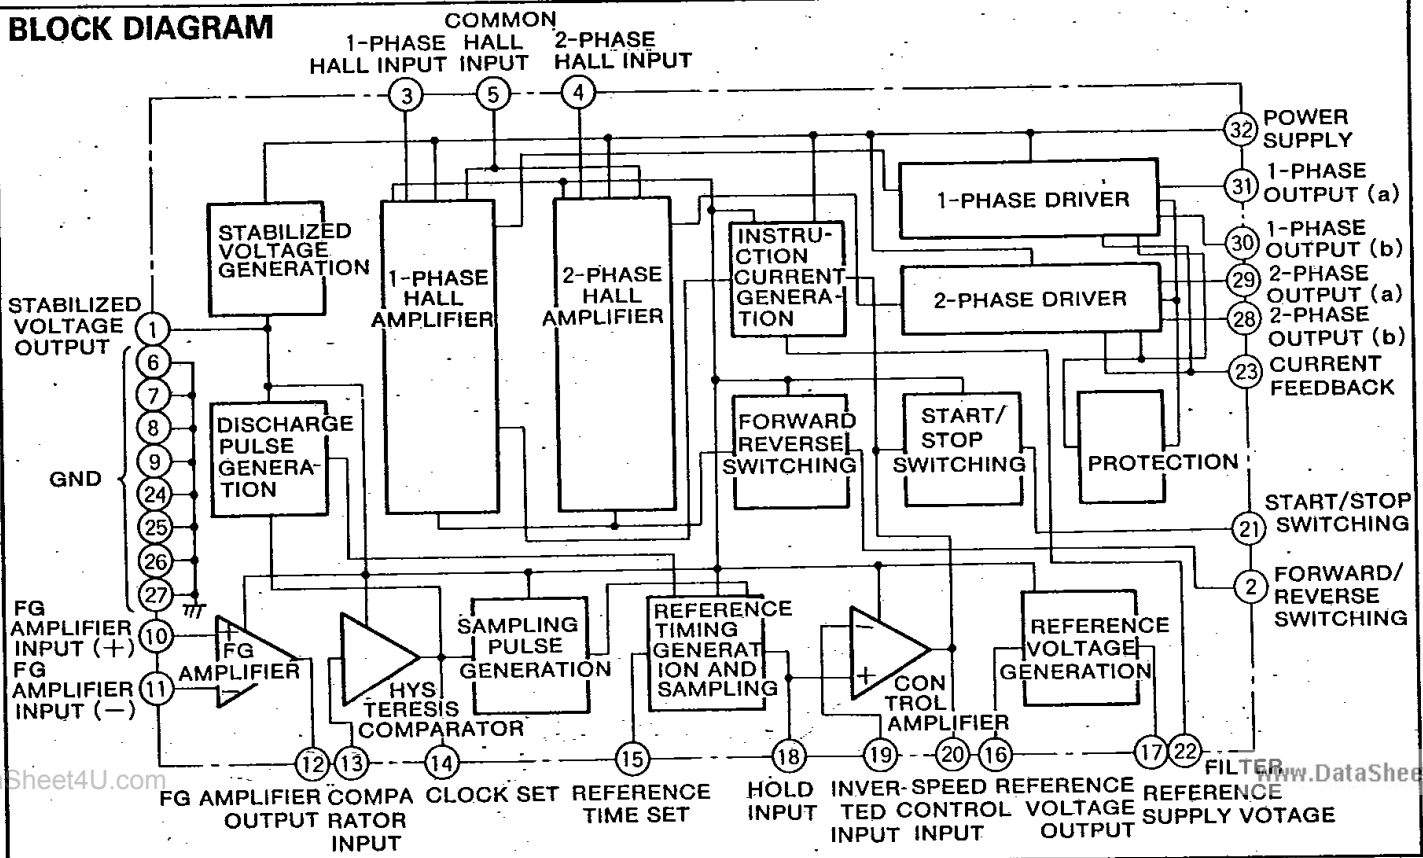 BLOCK DIAGRAM
1-PHASE
HALL INPUT
COMMON
HALL
INPUT
2-PHASE
HALL INPUT
3
5
4
32
POWER
SUPPLY
31
1-PHASE
OUTPUT (a)
30
1-PHASE
OUTPUT (b)
29
2-PHASE
OUTPUT (a)
28
2-PHASE
OUTPUT (b)
23
CURRENT
FEEDBACK
STABILIZED
VOLTAGE
GENERATION
1-PHASE
HALL
AMPLIFIER
2-PHASE
HALL
AMPLIFIER
INSTRU-
CTION
CURRENT
GENERA-
TION
1-PHASE DRIVER
2-PHASE DRIVER
STABILIZED
VOLTAGE
OUTPUT
1
6
7
8
9
24
25
26
27
GND
DISCHARGE
PULSE
GENERA-
TION
FORWARD
REVERSE
SWITCHING
START/
STOP
SWITCHING
PROTECTION
21
START/STOP
SWITCHING
2
FORWARD/
REVERSE
SWITCHING
FG
AMPLIFIER
INPUT (+)
10
FG
AMPLIFIER
INPUT (−)
11
+
FG
AMPLIFIER
−
HYS
TERESIS
COMPARATOR
SAMPLING
PULSE
GENERATION
REFERENCE
TIMING
GENERAT
ION AND
SAMPLING
−
+
CON
TROL
AMPLIFIER
REFERENCE
VOLTAGE
GENERATION
12
13
14
15
18
19
20
16
17
22
FG AMPLIFIER
OUTPUT
COMPA
RATOR
INPUT
CLOCK SET
REFERENCE
TIME SET
HOLD
INPUT
INVER-
TED
INPUT
SPEED
CONTROL
INPUT
REFERENCE
VOLTAGE
OUTPUT
REFERENCE
SUPPLY VOTAGE
FILTER
aSheet4U.com
www.DataShee